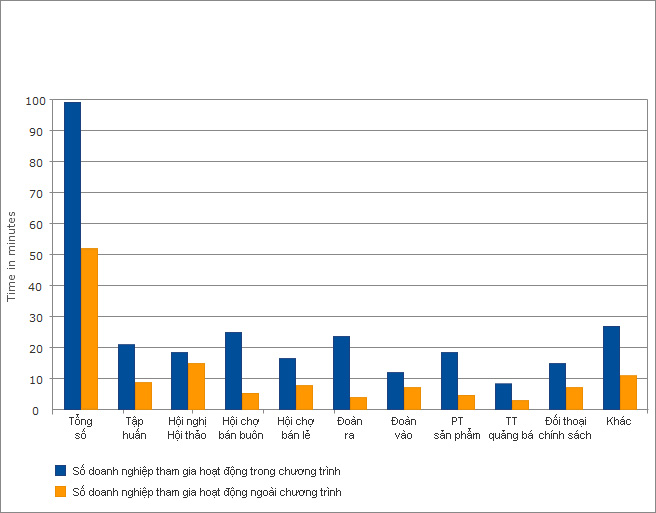 100
90
80
70
60
50
40
30
20
10
0
Time in minutes
Tổng số
Tập huấn
Hội nghị Hội thảo
Hội chợ bán buôn
Hội chợ bán lẻ
Đoàn ra
Đoàn vào
PT sản phẩm
TT quảng bá
Đối thoại chính sách
Khác
Số doanh nghiệp tham gia hoạt động trong chương trình
Số doanh nghiệp tham gia hoạt động ngoài chương trình